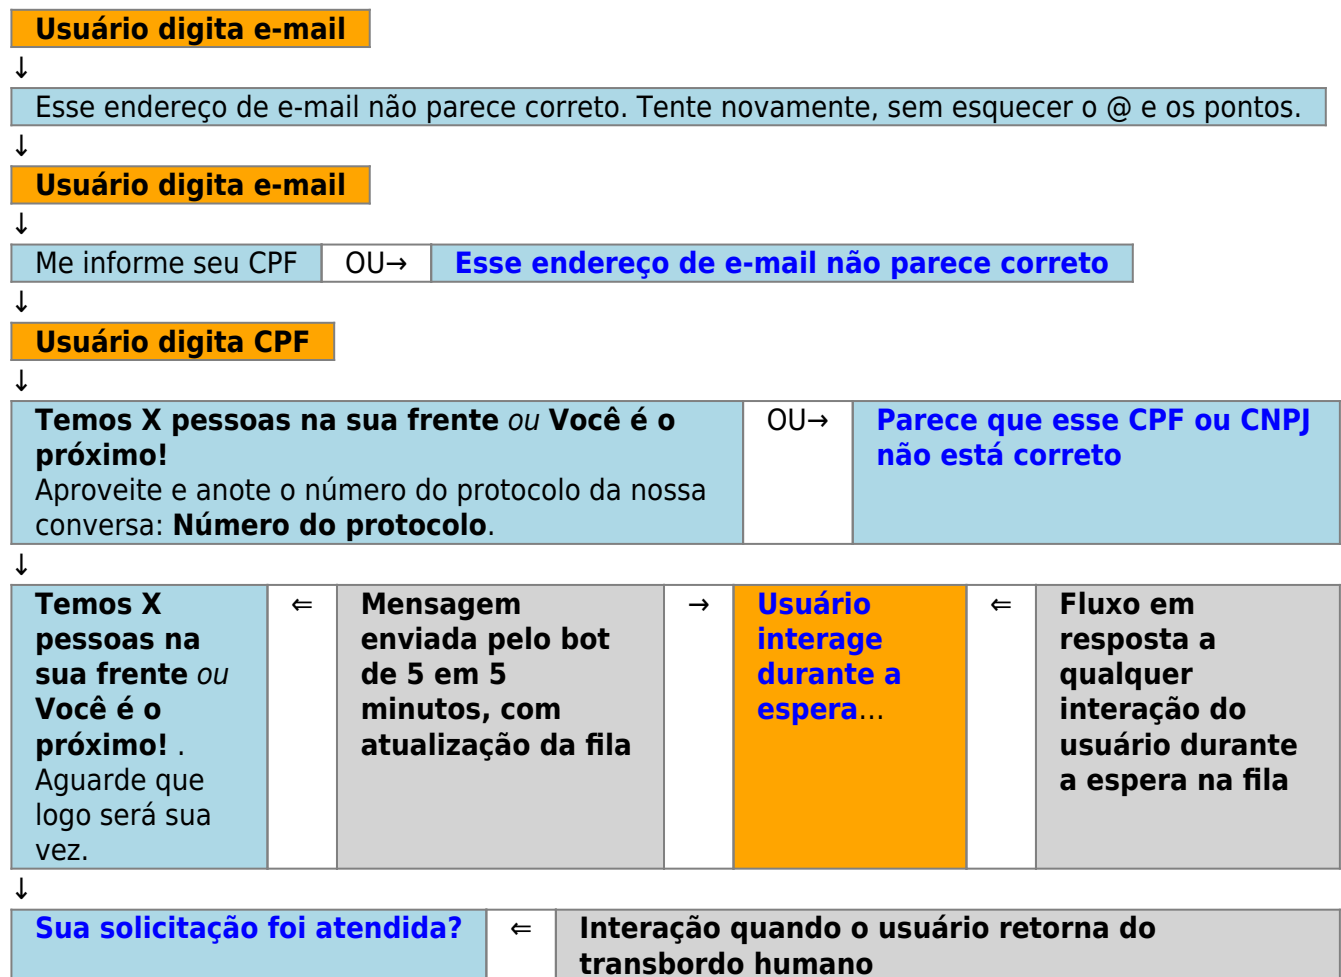 Usuário digita e-mail
↓
Esse endereço de e-mail não parece correto. Tente novamente, sem esquecer o @ e os pontos.
↓
Usuário digita e-mail
↓
Me informe seu CPF OU→ Esse endereço de e-mail não parece correto
↓
Usuário digita CPF
↓
Temos X pessoas na sua frente ou Você é o
próximo!
Aproveite e anote o número do protocolo da nossa
conversa: Número do protocolo.
OU→
Parece que esse CPF ou CNPJ
não está correto
↓
Temos X
pessoas na
sua frente ou
Você é o
próximo! .
Aguarde que
logo será sua
vez.
⇐
Mensagem
enviada pelo bot
de 5 em 5
minutos, com
atualização da fila
→
Usuário
interage
durante a
espera...
⇐
Fluxo em
resposta a
qualquer
interação do
usuário durante
a espera na fila
↓
Sua solicitação foi atendida?
⇐
Interação quando o usuário retorna do
transbordo humano